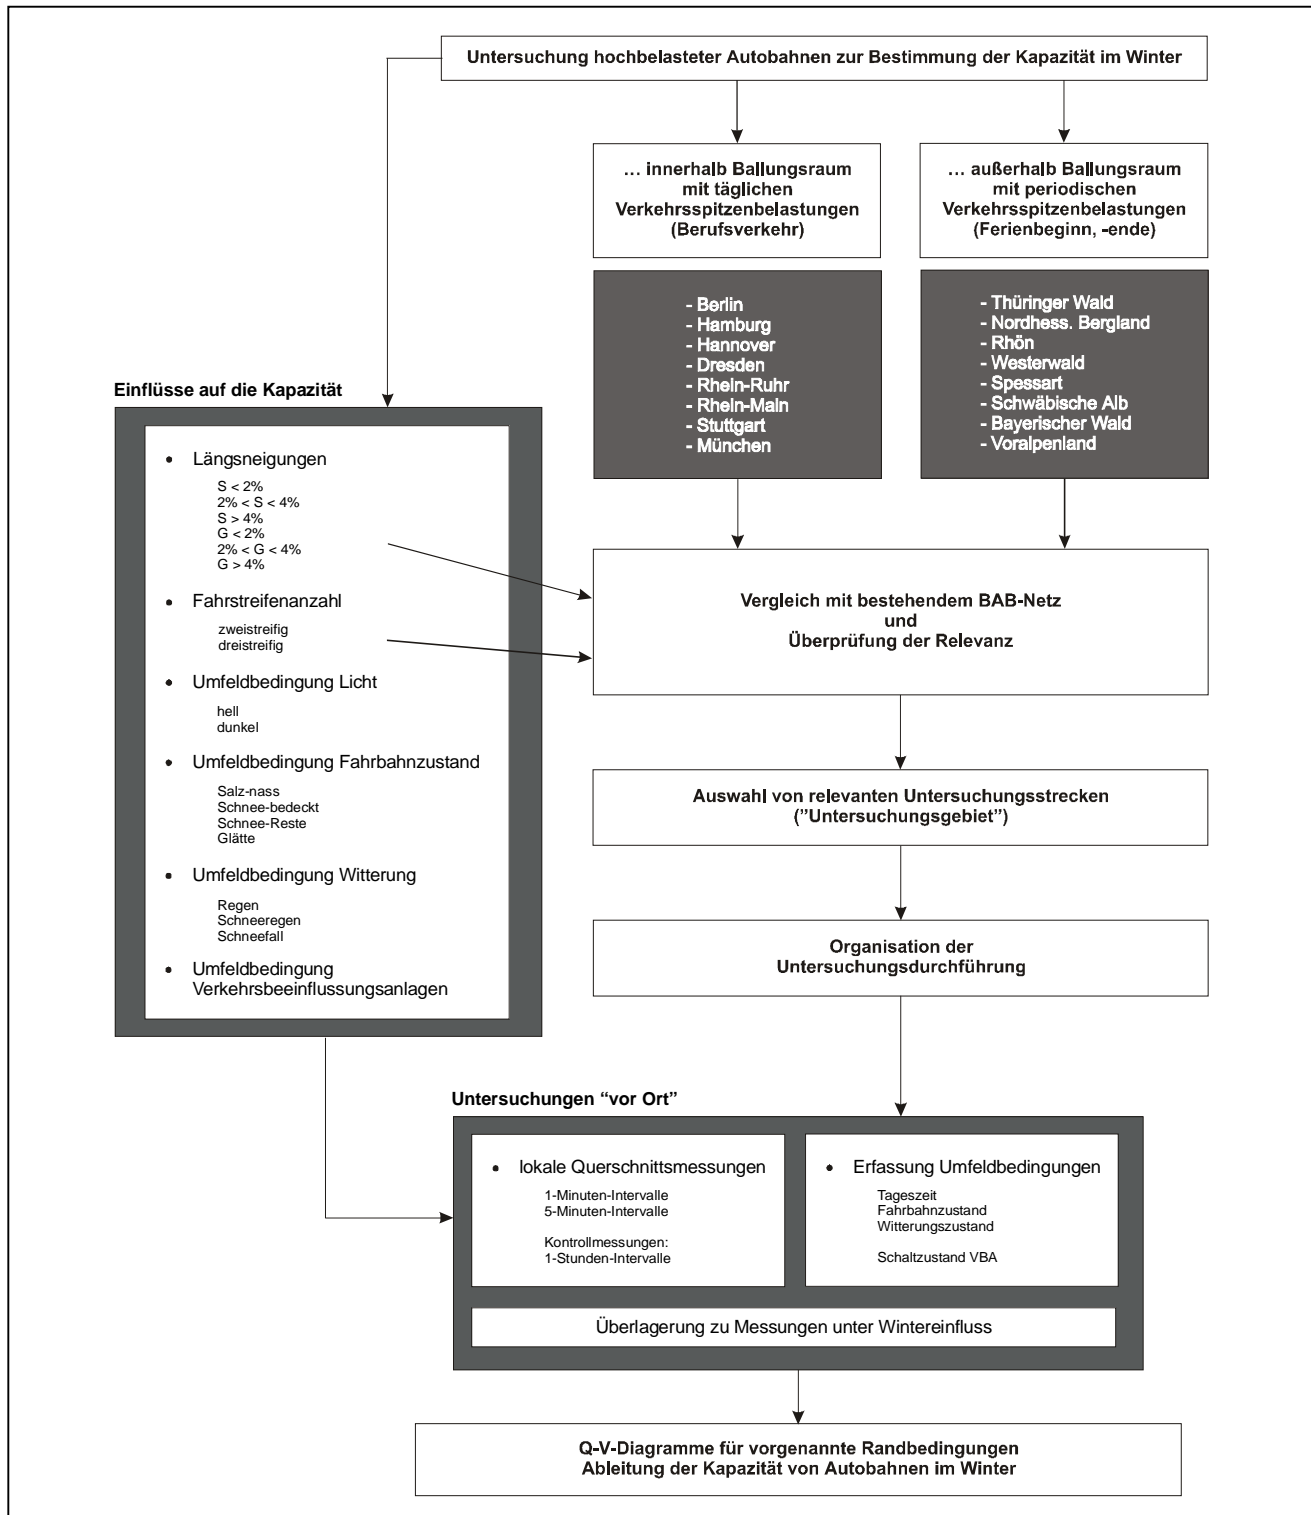 Untersuchung hochbelasteter Autobahnen zur Bestimmung der Kapazität im Winter
... innerhalb Ballungsraum
mit täglichen
Verkehrsspitzenbelastungen
(Berufsverkehr)
... außerhalb Ballungsraum
mit periodischen
Verkehrsspitzenbelastungen
(Ferienbeginn, -ende)
- Berlin
- Hamburg
- Hannover
- Dresden
- Rhein-Ruhr
- Rhein-Main
- Stuttgart
- München
- Thüringer Wald
- Nordhess. Bergland
- Rhön
- Westerwald
- Spessart
- Schwäbische Alb
- Bayerischer Wald
- Voralpenland
Einflüsse auf die Kapazität
• Längsneigungen
S < 2%
2% < S < 4%
S > 4%
G < 2%
2% < G < 4%
G > 4%
• Fahrstreifenanzahl
zweistreifig
dreistreifig
• Umfeldbedingung Licht
hell
dunkel
• Umfeldbedingung Fahrbahnzustand
Salz-nass
Schnee-bedeckt
Schnee-Reste
Glätte
• Umfeldbedingung Witterung
Regen
Schneeregen
Schneefall
• Umfeldbedingung
Verkehrsbeeinflussungsanlagen
Vergleich mit bestehendem BAB-Netz
und
Überprüfung der Relevanz
Auswahl von relevanten Untersuchungsstrecken
("Untersuchungsgebiet")
Organisation der
Untersuchungsdurchführung
Untersuchungen “vor Ort”
• lokale Querschnittsmessungen
1-Minuten-Intervalle
5-Minuten-Intervalle
Kontrollmessungen:
1-Stunden-Intervalle
• Erfassung Umfeldbedingungen
Tageszeit
Fahrbahnzustand
Witterungszustand
Schaltzustand VBA
Überlagerung zu Messungen unter Wintereinfluss
Q-V-Diagramme für vorgenannte Randbedingungen
Ableitung der Kapazität von Autobahnen im Winter